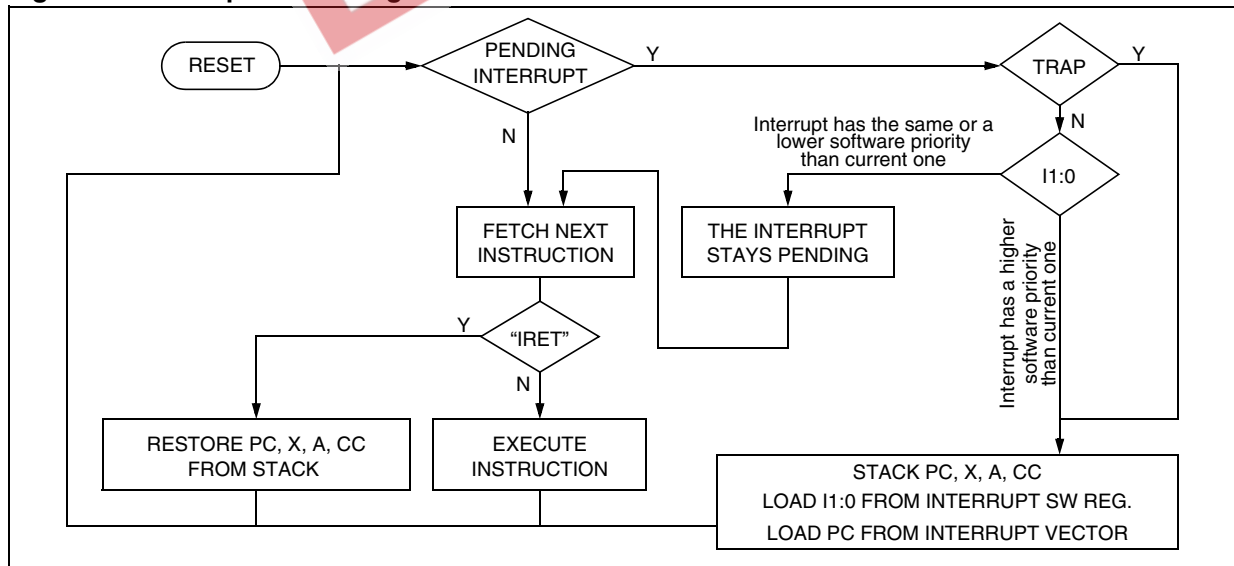 RESET
PENDING
INTERRUPT
Y
TRAP
Y
N
N
Interrupt has the same or a
lower software priority
than current one
I1:0
FETCH NEXT
INSTRUCTION
THE INTERRUPT
STAYS PENDING
Interrupt has a higher
software priority
than current one
Y
“IRET”
N
RESTORE PC, X, A, CC
FROM STACK
EXECUTE
INSTRUCTION
STACK PC, X, A, CC
LOAD I1:0 FROM INTERRUPT SW REG.
LOAD PC FROM INTERRUPT VECTOR